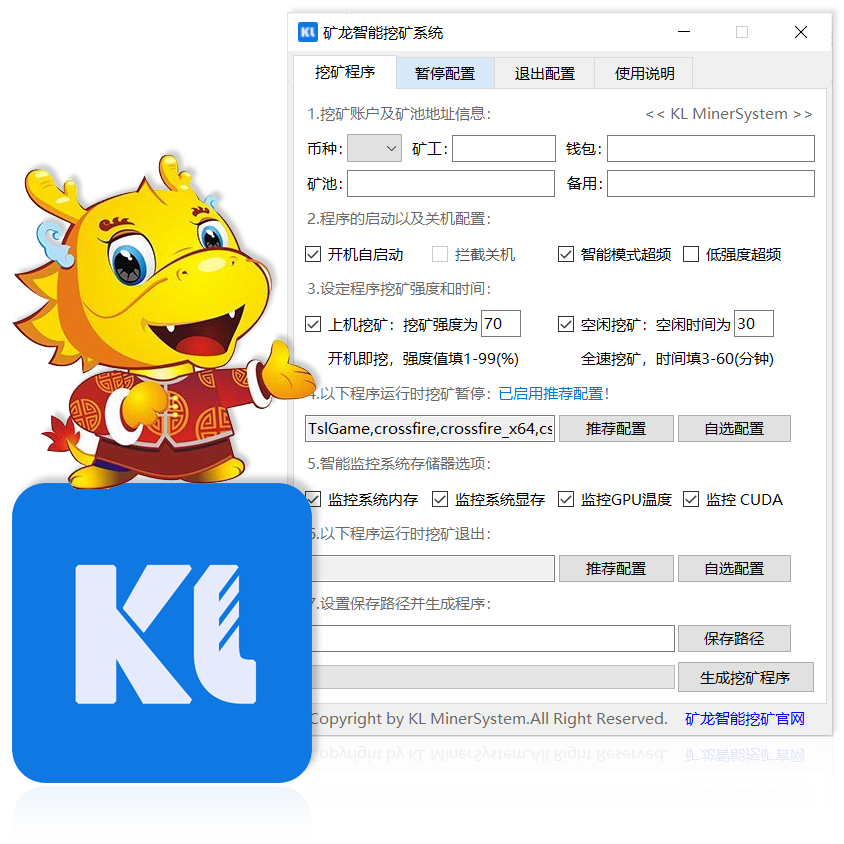 KL 矿龙智能挖矿系统
挖矿程序 暂停配置 退出配置 使用说明
1.挖矿账户及矿池地址信息: << KL MinerSystem >>
币种: 矿工: 钱包:
矿池: 备用:
2.程序的启动以及关机配置:
开机自启动 拦截关机 智能模式超频 低强度超频
3.设定程序挖矿强度和时间:
上机挖矿: 挖矿强度为 70 空闲挖矿: 空闲时间为 30
开机即挖，强度值填1-99(%) 全速挖矿，时间填3-60(分钟)
4.以下程序运行时挖矿暂停: 已启用推荐配置!
TslGame,crossfire,crossfire_x64,cs 推荐配置 自选配置
5.智能监控系统存储器选项:
监控系统内存 监控系统显存 监控GPU温度 监控 CUDA
6.以下程序运行时挖矿退出:
推荐配置 自选配置
7.设置保存路径并生成程序:
保存路径
生成挖矿程序
Copyright by KL MinerSystem.All Right Reserved. 矿龙智能挖矿官网
KL